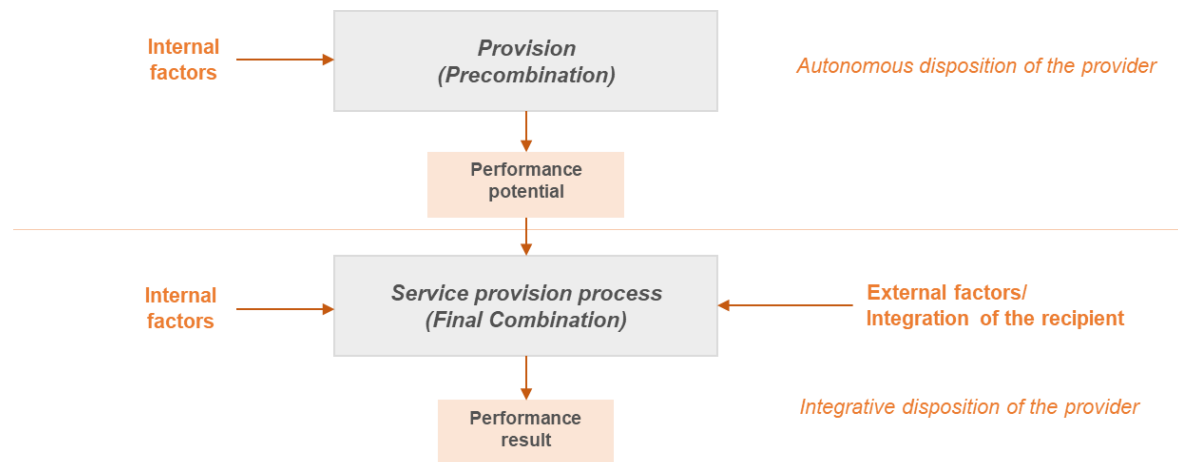 Internal
factors
Provision
(Precombination)
Autonomous disposition of the provider
Performance
potential
Internal
factors
Service provision process
(Final Combination)
External factors/
Integration of the recipient
Performance
result
Integrative disposition of the provider